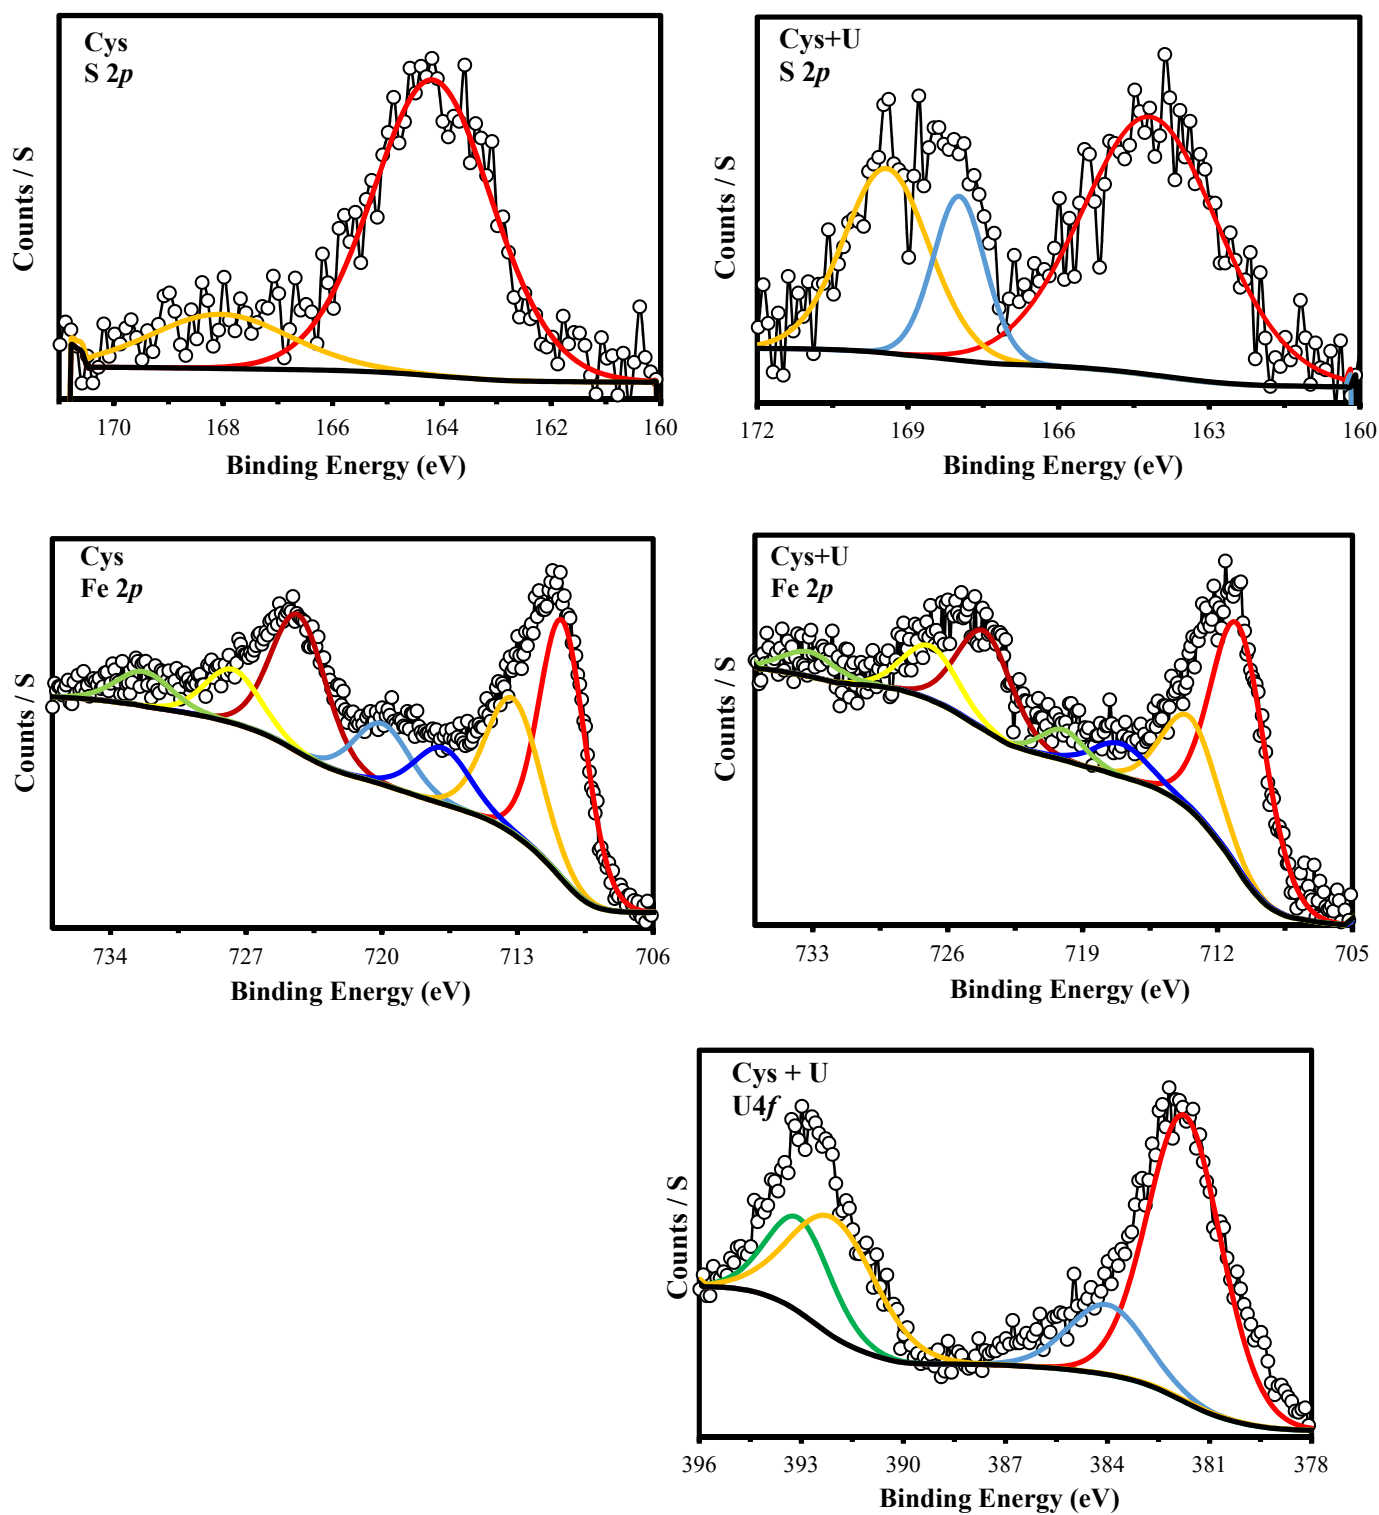 Cys
S 2p
Counts / S
170 168 166 164 162 160
Binding Energy (eV)
Cys+U
S 2p
Counts / S
172 169 166 163 160
Binding Energy (eV)
Cys
Fe 2p
Counts / S
734 727 720 713 706
Binding Energy (eV)
Cys+U
Fe 2p
Counts / S
733 726 719 712 705
Binding Energy (eV)
Cys + U
U4f
Counts / S
396 393 390 387 384 381 378
Binding Energy (eV)